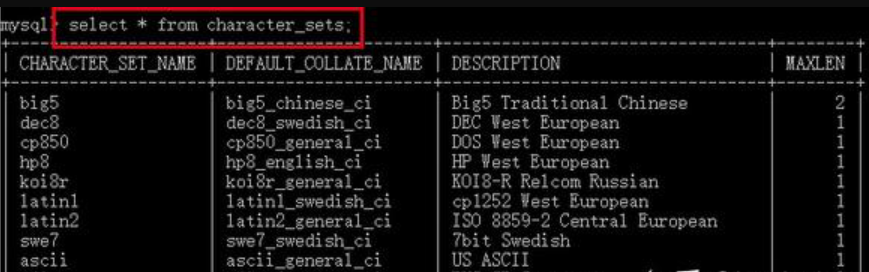 mysql> select * from character_sets;
CHARACTER_SET_NAME | DEFAULT_COLLATE_NAME | DESCRIPTION | MAXLEN
big5 | big5_chinese_ci | Big5 Traditional Chinese | 2
dec8 | dec8_swedish_ci | DEC West European | 1
cp850 | cp850_general_ci | DOS West European | 1
hp8 | hp8_english_ci | HP West European | 1
koi8r | koi8r_general_ci | KOI8-R Relcom Russian | 1
latin1 | latin1_swedish_ci | cp1252 West European | 1
latin2 | latin2_general_ci | ISO 8859-2 Central European | 1
swe7 | swe7_swedish_ci | 7bit Swedish | 1
ascii | ascii_general_ci | US ASCII | 1